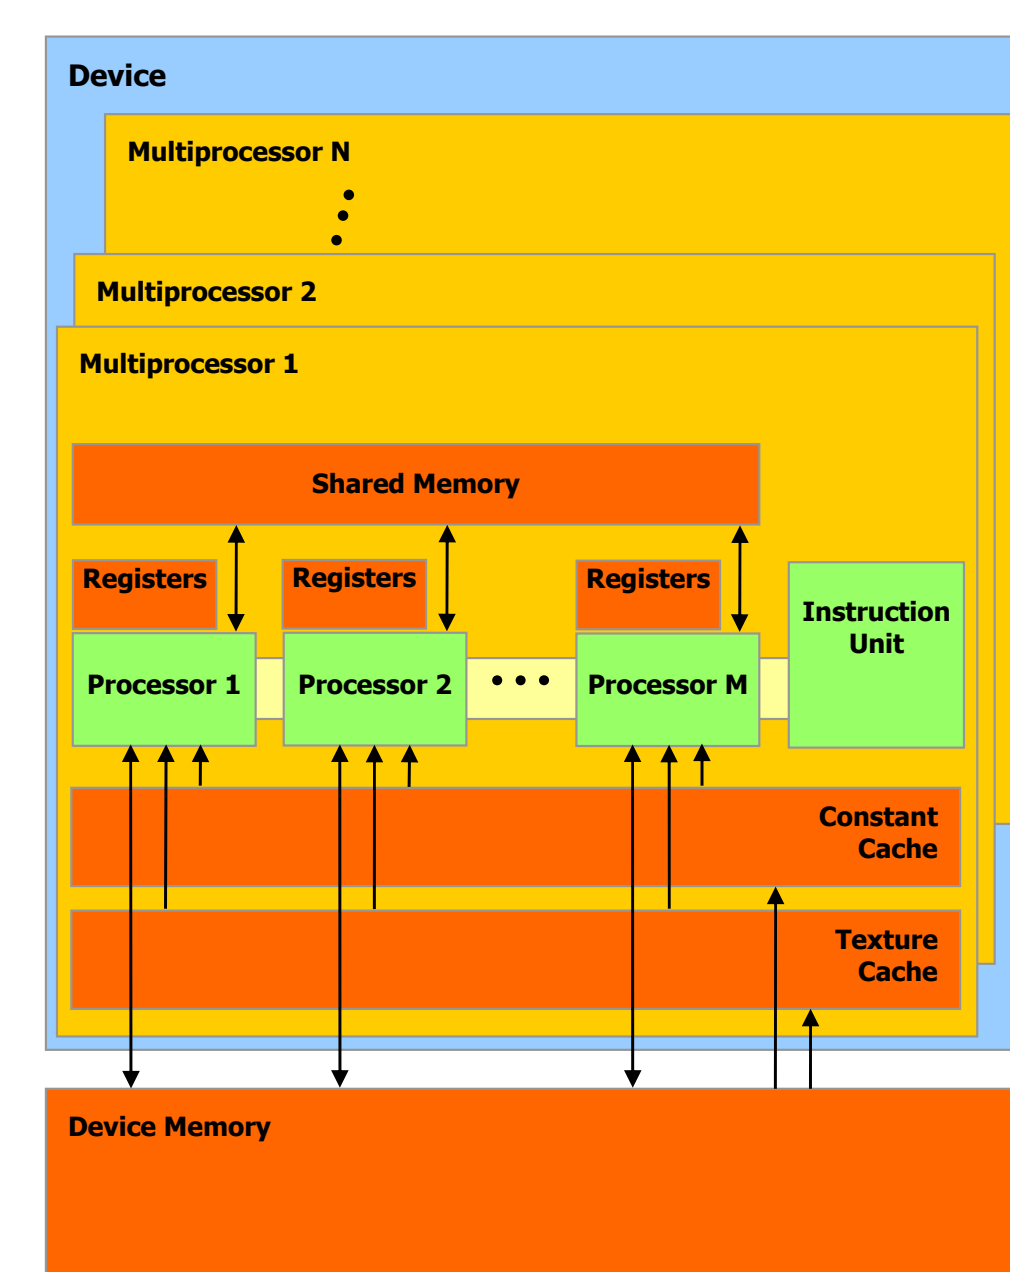 Device
Multiprocessor N
Multiprocessor 2
Multiprocessor 1
Shared Memory
Registers
Registers
Registers
Instruction
Unit
Processor 1
Processor 2
Processor M
Constant
Cache
Texture
Cache
Device Memory